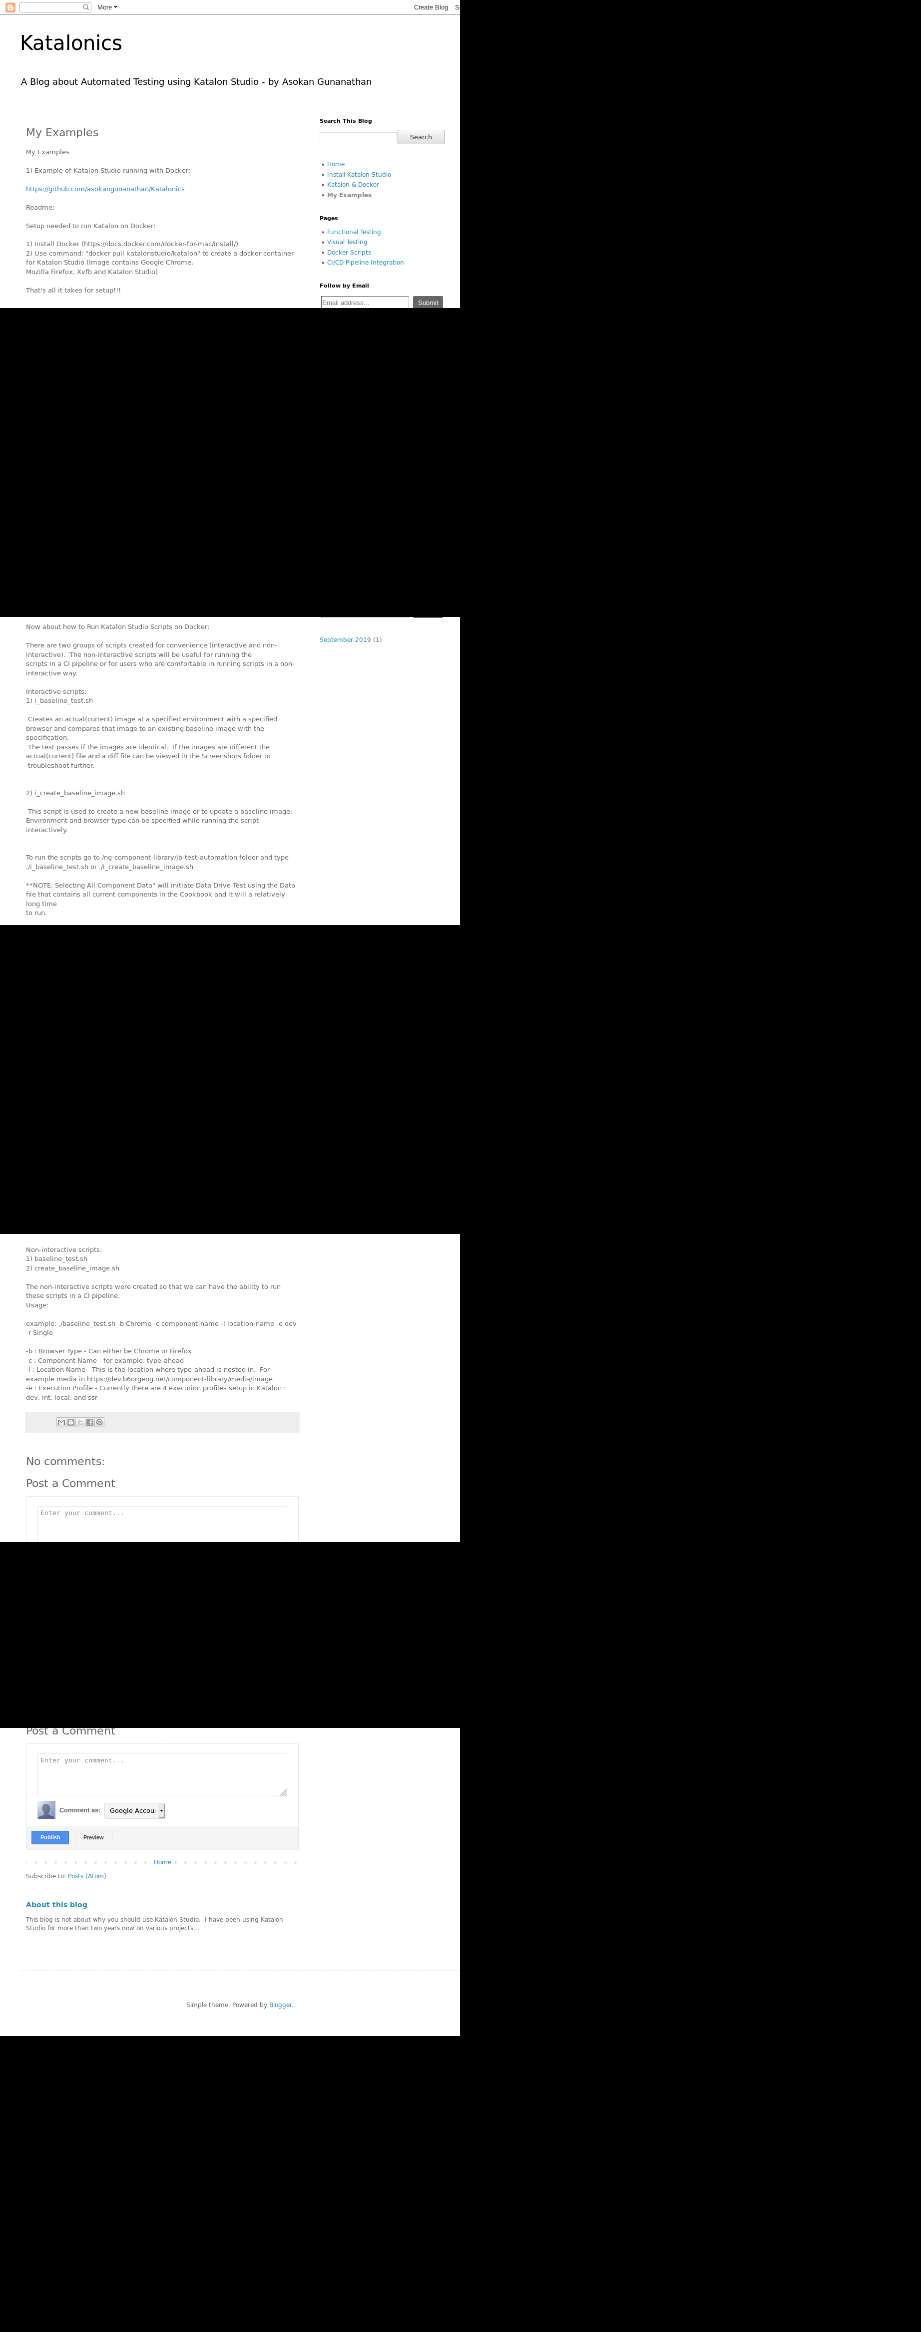 More
Create Blog
Katalonics
A Blog about Automated Testing using Katalon Studio - by Asokan Gunanathan
My Examples
My Examples
1) Example of Katalon Studio running with Docker:
https://github.com/asokangunanathan/Katalonics
Readme:
Setup needed to run Katalon on Docker:
1) Install Docker (https://docs.docker.com/docker-for-mac/install/)
2) Use command: "docker pull katalonstudio/katalon" to create a docker container
for Katalon Studio (Image contains Google Chrome,
Mozilla Firefox, Xvfb and Katalon Studio)
That's all it takes for setup!!!
Search This Blog
Search
Home
Install Katalon Studio
Katalon & Docker
My Examples
Pages
Functional Testing
Visual Testing
Docker Scripts
CI/CD Pipeline Integration
Follow by Email
Email address...
Submit
Now about how to Run Katalon Studio Scripts on Docker:
There are two groups of scripts created for convenience (interactive and non-
interactive). The non-interactive scripts will be useful for running the
scripts in a CI pipeline or for users who are comfortable in running scripts in a non-
interactive way.
Interactive scripts:
1) i_baseline_test.sh
Creates an actual(current) image at a specified environment with a specified
browser and compares that image to an existing baseline image with the
specification.
The test passes if the images are identical. If the images are different the
actual(current) file and a diff file can be viewed in the Screenshots folder to
troubleshoot further.
2) i_create_baseline_image.sh
This script is used to create a new baseline image or to update a baseline image.
Environment and browser type can be specified while running the script
interactively.
To run the scripts go to /ng-component-library/jb-test-automation folder and type
./i_baseline_test.sh or ./i_create_baseline_image.sh
**NOTE: Selecting All Component Data" will initiate Data Drive Test using the Data
file that contains all current components in the Cookbook and it will a relatively
long time
to run.
September 2019 (1)
Non-interactive scripts:
1) baseline_test.sh
2) create_baseline_image.sh
The non-interactive scripts were created so that we can have the ability to run
these scripts in a CI pipeline.
Usage:
example: ./baseline_test.sh -b Chrome -c component-name -l location-name -e dev
-r Single
-b : Browser Type - Can either be Chrome or Firefox
-c : Component Name - for example: type-ahead
-l : Location Name - This is the location where type-ahead is nested in. For
example media in https://dev.b6orgeng.net/component-library/media/image
-e : Execution Profile - Currently there are 4 execution profiles setup in Katalon :
dev, int, local, and ssr
No comments:
Post a Comment
Enter your comment...
Post a Comment
Enter your comment...
Comment as:
Google Accou
Publish
Preview
Home
Subscribe to: Posts (Atom)
About this blog
This blog is not about why you should use Katalon Studio. I have been using Katalon
Studio for more than two years now on various projects...
Simple theme. Powered by Blogger.